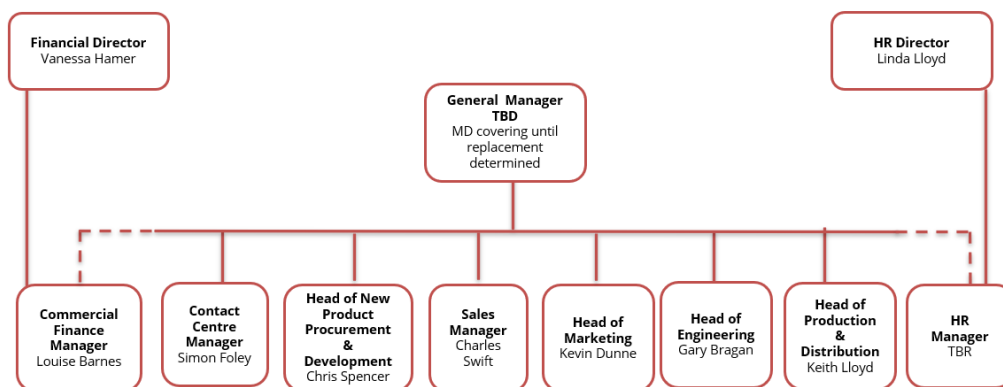 Financial Director
Vanessa Hamer
HR Director
Linda Lloyd
General Manager
TBD
MD covering until
replacement
determined
Commercial
Finance
Manager
Louise Barnes
Contact
Centre
Manager
Simon Foley
Head of New
Product
Procurement
&
Development
Chris Spencer
Sales
Manager
Charles
Swift
Head of
Marketing
Kevin Dunne
Head of
Engineering
Gary Bragan
Head of
Production
&
Distribution
Keith Lloyd
HR
Manager
TBR